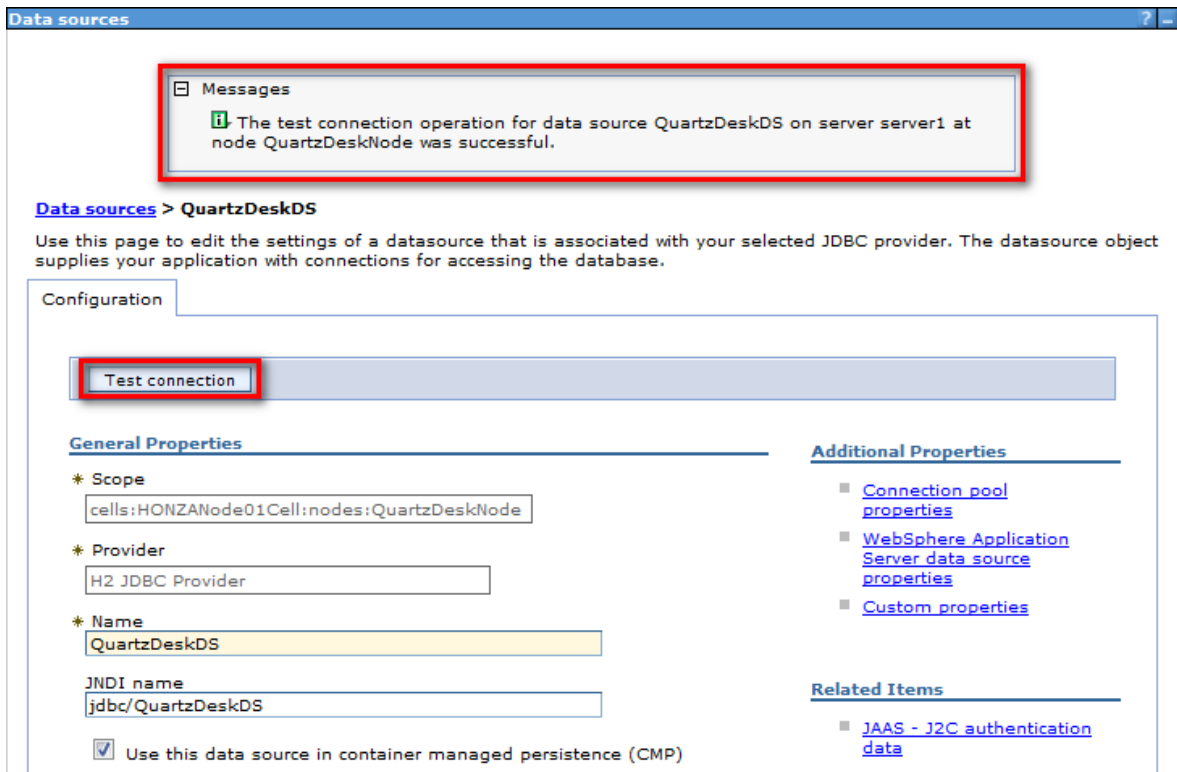 Data sources
? –
Messages
The test connection operation for data source QuartzDeskDS on server server1 at
node QuartzDeskNode was successful.
Data sources > QuartzDeskDS
Use this page to edit the settings of a datasource that is associated with your selected JDBC provider. The datasource object
supplies your application with connections for accessing the database.
Configuration
Test connection
General Properties
* Scope
cells:HONZANode01Cell:nodes:QuartzDeskNode
* Provider
H2 JDBC Provider
* Name
QuartzDeskDS
JNDI name
jdbc/QuartzDeskDS
Use this data source in container managed persistence (CMP)
Additional Properties
Connection pool
properties
WebSphere Application
Server data source
properties
Custom properties
Related Items
JAAS - J2C authentication
data